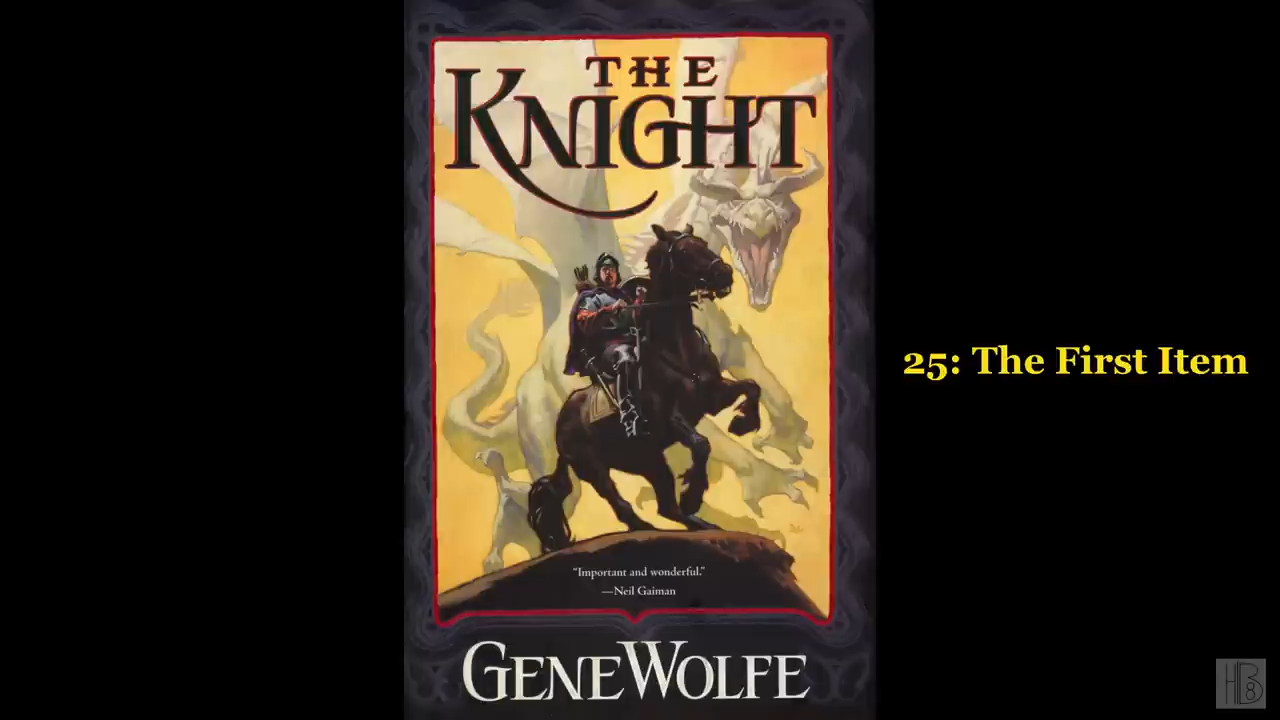 THE
KNIGHT
25: The First Item
"Important and wonderful."
—Neil Gaiman
GENE WOLFE